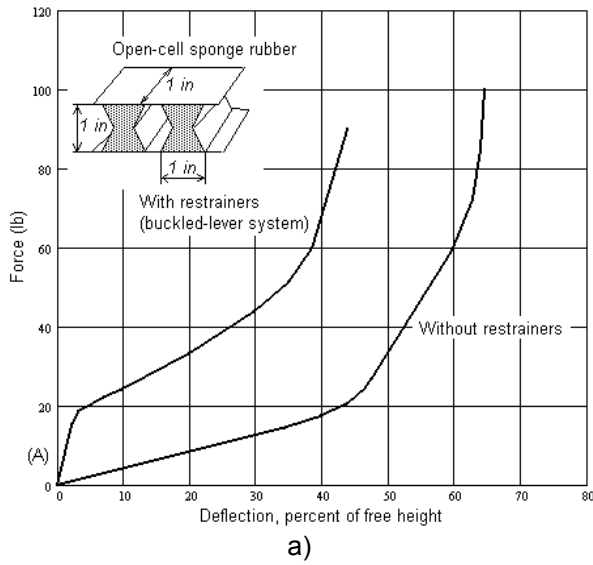 120
Open-cell sponge rubber
1 in
100
1 in
80
1 in
With restrainers
(buckled-lever system)
Force (lb)
60
40
Without restrainers
20
(A)
0
0 10 20 30 40 50 60 70 80
Deflection, percent of free height
a)